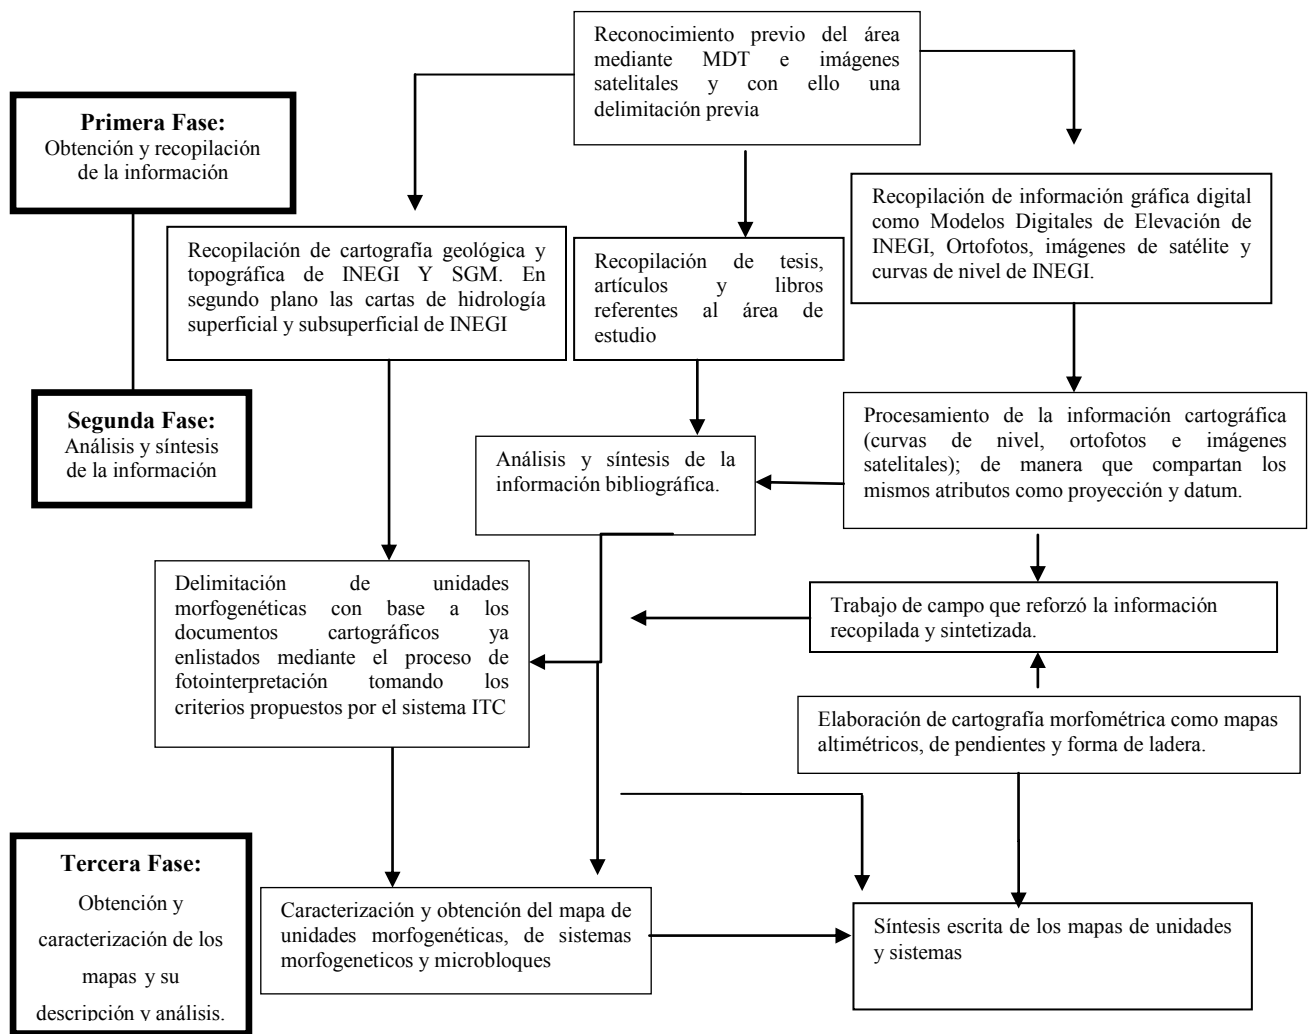 Reconocimiento previo del área
mediante MDT e imágenes
satelitales y con ello una
delimitación previa
Primera Fase:
Obtención y recopilación
de la información
Recopilación de cartografía geológica y
topográfica de INEGI Y SGM. En
segundo plano las cartas de hidrología
superficial y subsuperficial de INEGI
Recopilación de tesis,
artículos y libros
referentes al área de
estudio
Recopilación de información gráfica digital
como Modelos Digitales de Elevación de
INEGI, Ortofotos, imágenes de satélite y
curvas de nivel de INEGI.
Segunda Fase:
Análisis y síntesis
de la información
Análisis y síntesis de la
información bibliográfica.
Procesamiento de la información cartográfica
(curvas de nivel, ortofotos e imágenes
satelitales); de manera que compartan los
mismos atributos como proyección y datum.
Delimitación de unidades
morfogenéticas con base a los
documentos cartográficos ya
enlistados mediante el proceso de
fotointerpretación tomando los
criterios propuestos por el sistema ITC
Trabajo de campo que reforzó la información
recopilada y sintetizada.
Elaboración de cartografía morfométrica como mapas
altimétricos, de pendientes y forma de ladera.
Tercera Fase:
Obtención y
caracterización de los
mapas y su
descripción y análisis.
Caracterización y obtención del mapa de
unidades morfogenéticas, de sistemas
morfogeneticos y microbloques
Síntesis escrita de los mapas de unidades
y sistemas